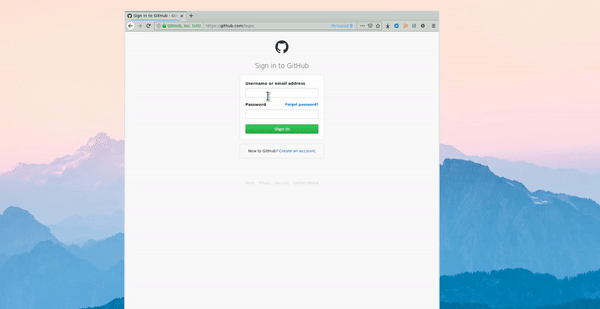 Sign in to GitHub · Git
GitHub, Inc. (US)
https://github.com/login
Sign in to GitHub
Username or email address
Password
Forgot password?
Sign in
New to GitHub? Create an account.
Terms Privacy Security Contact GitHub